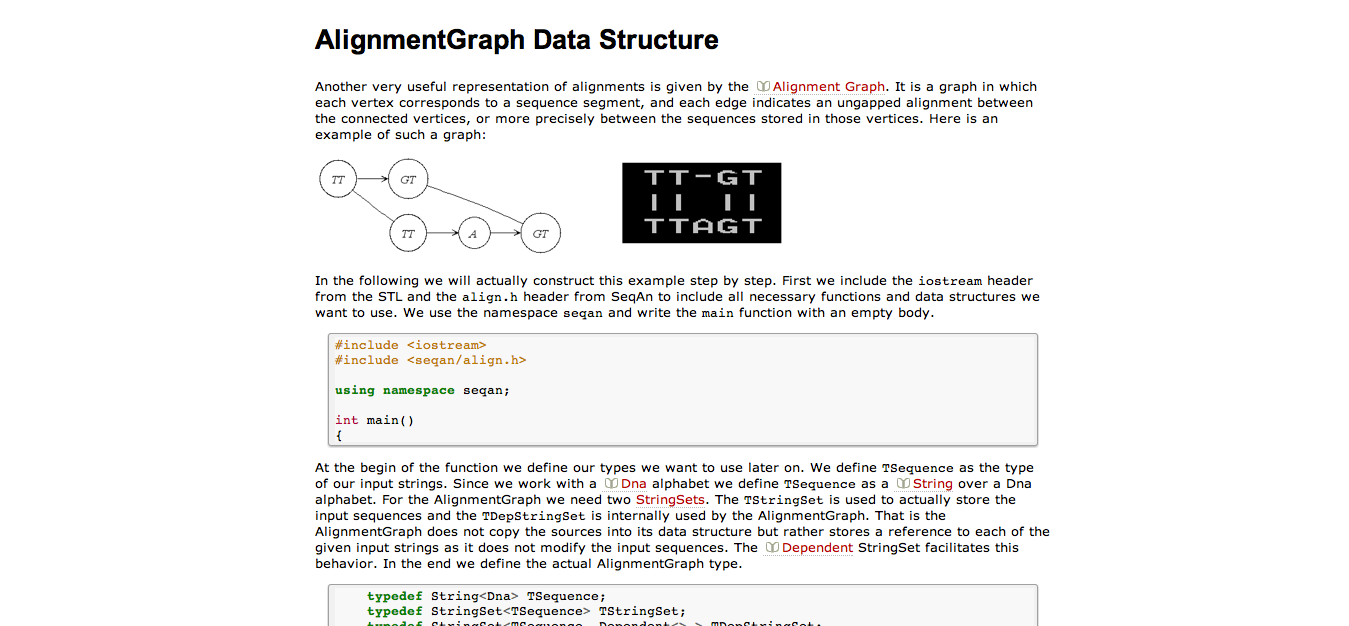 AlignmentGraph Data Structure
Another very useful representation of alignments is given by the Alignment Graph. It is a graph in which
each vertex corresponds to a sequence segment, and each edge indicates an ungapped alignment between
the connected vertices, or more precisely between the sequences stored in those vertices. Here is an
example of such a graph:
TT GT
TT A GT
TT-GT
|| ||
TTAGT
In the following we will actually construct this example step by step. First we include the iostream header
from the STL and the align.h header from SeqAn to include all necessary functions and data structures we
want to use. We use the namespace seqan and write the main function with an empty body.
#include <iostream>
#include <seqan/align.h>
using namespace seqan;
int main()
{
At the begin of the function we define our types we want to use later on. We define TSequence as the type
of our input strings. Since we work with a Dna alphabet we define TSequence as a String over a Dna
alphabet. For the AlignmentGraph we need two StringSets. The TStringSet is used to actually store the
input sequences and the TDepStringSet is internally used by the AlignmentGraph. That is the
AlignmentGraph does not copy the sources into its data structure but rather stores a reference to each of the
given input strings as it does not modify the input sequences. The Dependent StringSet facilitates this
behavior. In the end we define the actual AlignmentGraph type.
typedef String<Dna> TSequence;
typedef StringSet<TSequence> TStringSet;
typedef StringSet<TSequence, Dependent<> > TDepStringSet;